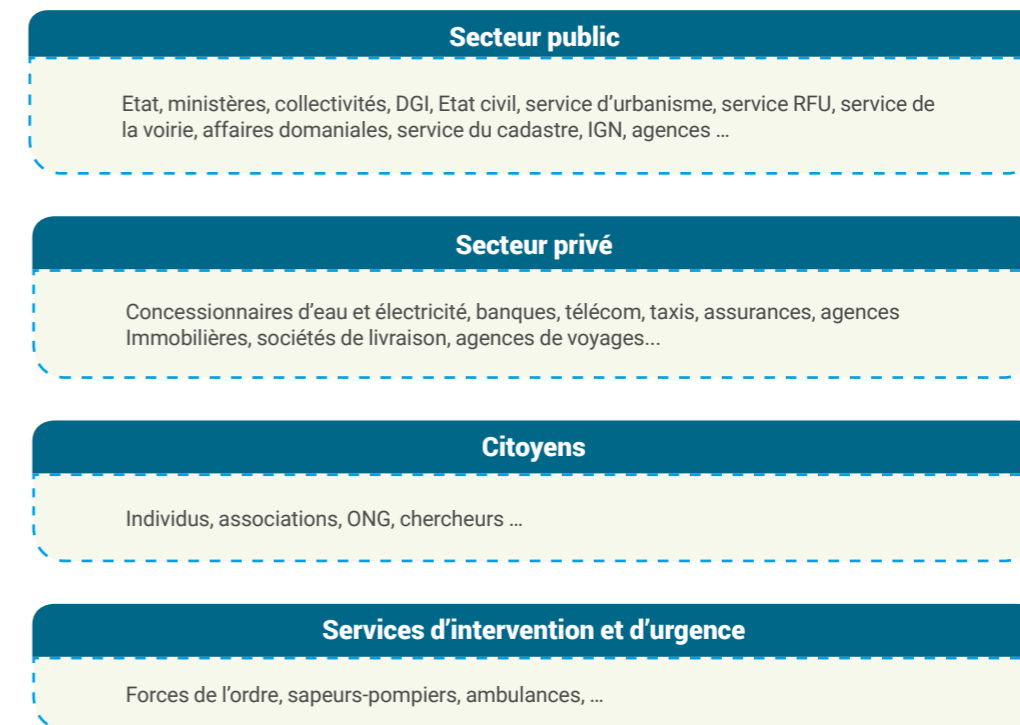 Secteur public
Etat, ministères, collectivités, DGI, Etat civil, service d’urbanisme, service RFU, service de
la voirie, affaires domaniales, service du cadastre, IGN, agences …
Secteur privé
Concessionnaires d’eau et électricité, banques, télécom, taxis, assurances, agences
Immobilières, sociétés de livraison, agences de voyages...
Citoyens
Individus, associations, ONG, chercheurs …
Services d’intervention et d’urgence
Forces de l’ordre, sapeurs-pompiers, ambulances, …